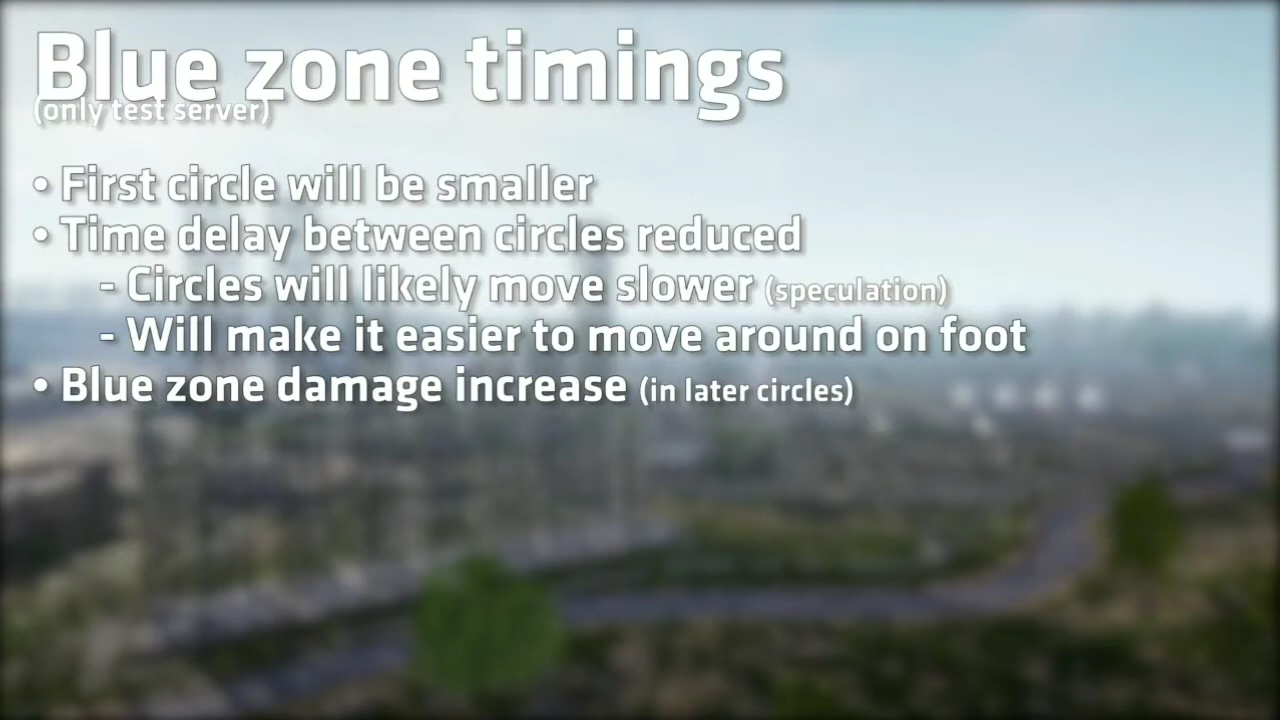 Blue zone timings
(only test server)
• First circle will be smaller
• Time delay between circles reduced
- Circles will likely move slower (speculation)
- Will make it easier to move around on foot
• Blue zone damage increase (in later circles)